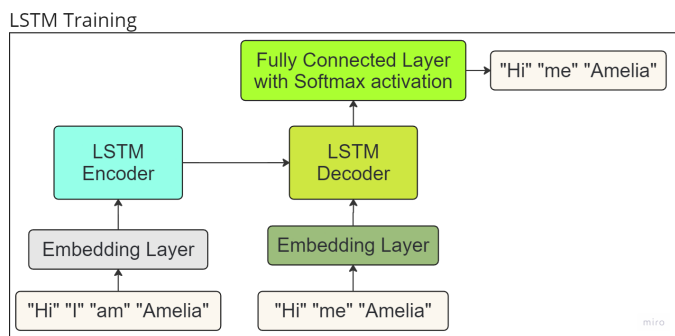 LSTM Training
Fully Connected Layer
with Softmax activation
"Hi" "me" "Amelia"
LSTM
Encoder
LSTM
Decoder
Embedding Layer
Embedding Layer
"Hi" "I" "am" "Amelia"
"Hi" "me" "Amelia"
miro